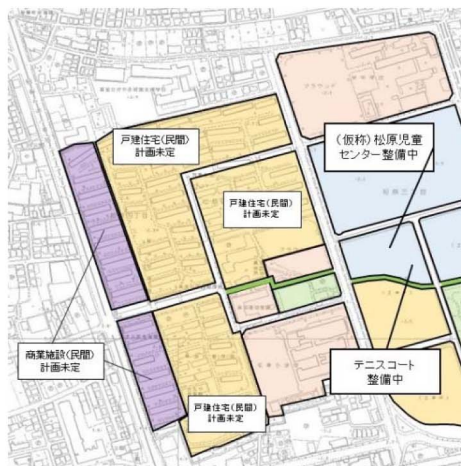 戸建住宅(民間)
計画未定
(仮称)松原児童
センター整備中
戸建住宅(民間)
計画未定
商業施設(民間)
計画未定
テニスコート
整備中
戸建住宅(民間)
計画未定